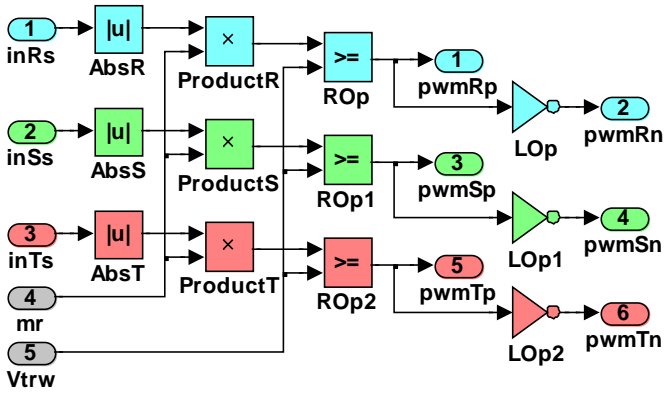 1
inRs
|u|
AbsR
×
ProductR
>=
ROp
1
pwmRp
LOp
2
pwmRn
2
inSs
|u|
AbsS
×
ProductS
>=
ROp1
3
pwmSp
LOp1
4
pwmSn
3
inTs
|u|
AbsT
×
ProductT
>=
ROp2
5
pwmTp
LOp2
6
pwmTn
4
mr
5
Vtrw